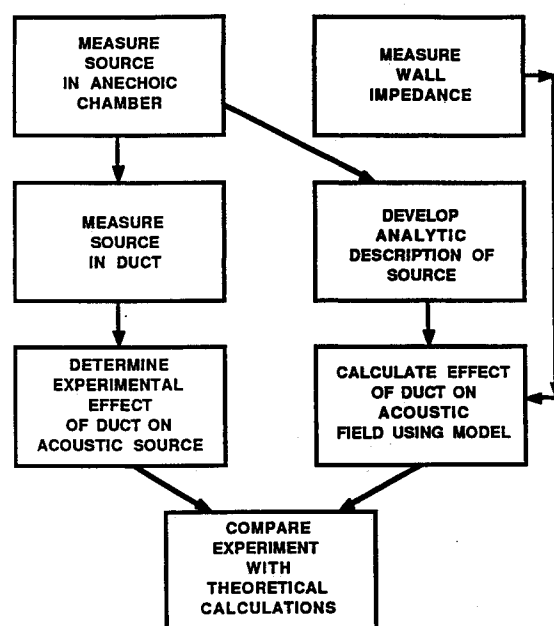 MEASURE
SOURCE
IN ANECHOIC
CHAMBER
MEASURE
WALL
IMPEDANCE
MEASURE
SOURCE
IN DUCT
DEVELOP
ANALYTIC
DESCRIPTION OF
SOURCE
DETERMINE
EXPERIMENTAL
EFFECT
OF DUCT ON
ACOUSTIC SOURCE
CALCULATE EFFECT
OF DUCT ON
ACOUSTIC
FIELD USING MODEL
COMPARE
EXPERIMENT
WITH
THEORETICAL
CALCULATIONS